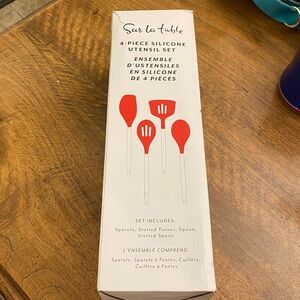 Sur la table
4-PIECE SILICONE
UTENSIL SET
ENSEMBLE
D'USTENSILES
EN SILICONE
DE 4 PIÈCES
SET INCLUDES:
Spatula, Slotted Turner, Spoon,
Slotted Spoon
L'ENSEMBLE COMPREND:
Spatule, Spatule à Fentes, Cuillère,
Cuillère à Fentes